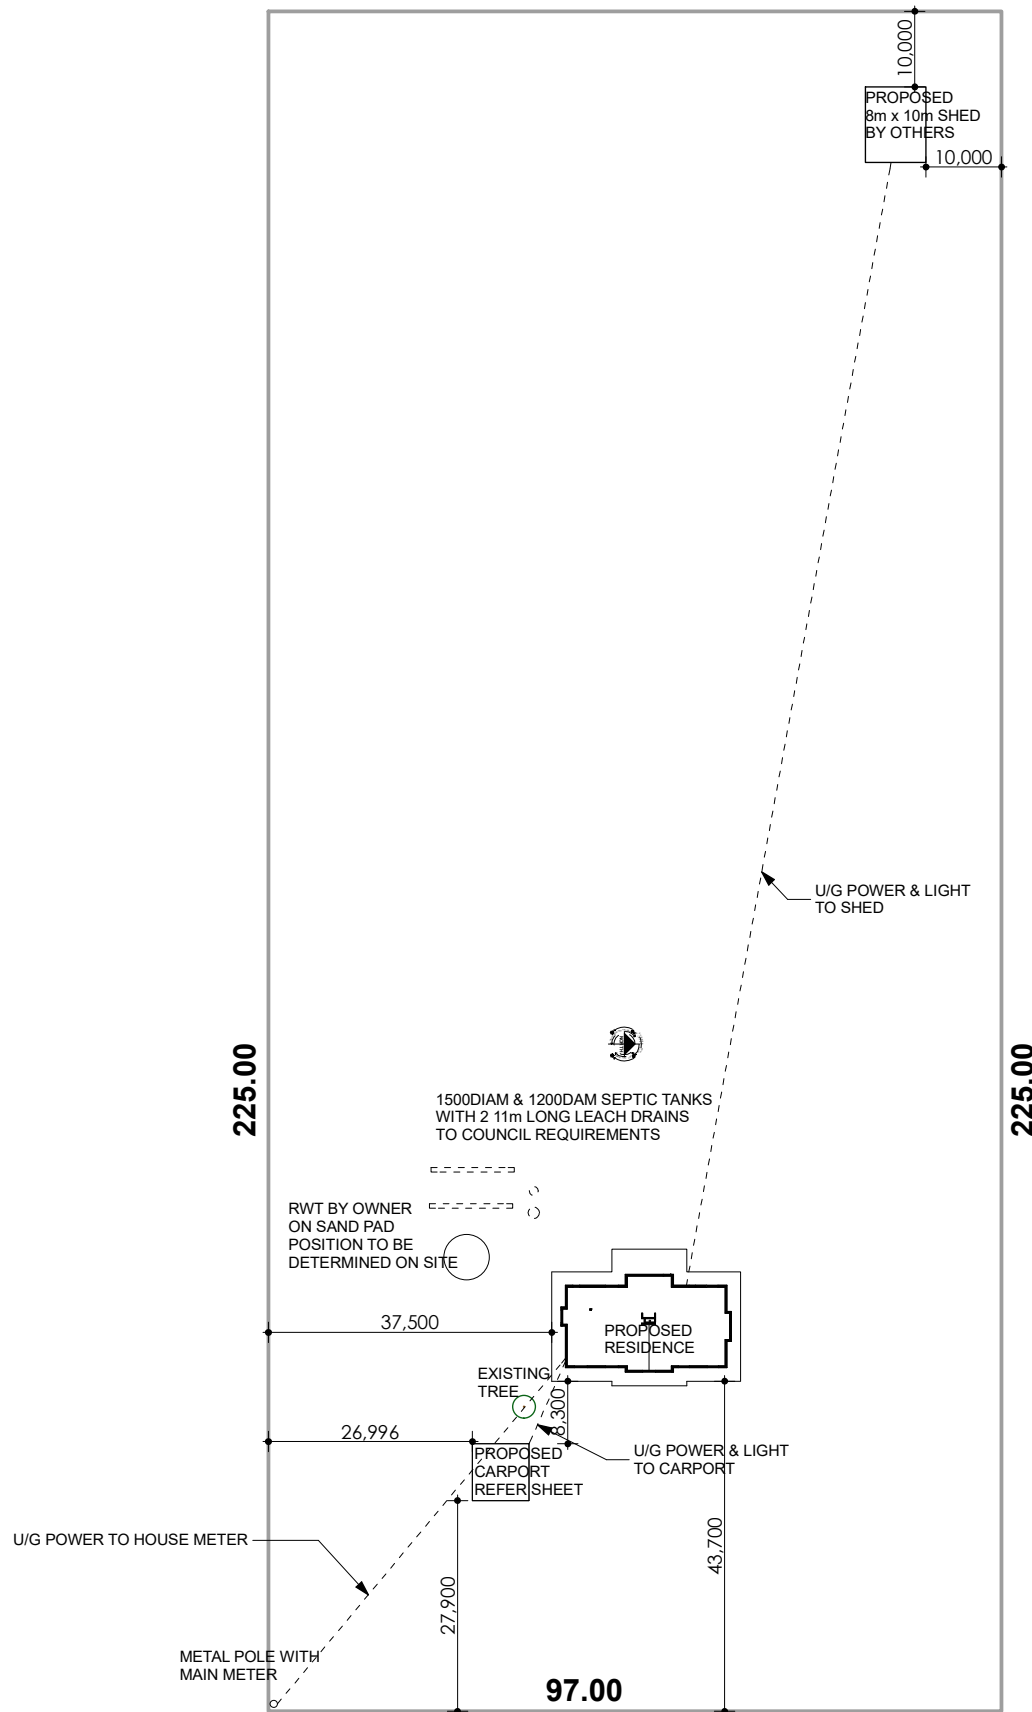 10,000
PROPOSED
8m x 10m SHED
BY OTHERS
10,000
U/G POWER & LIGHT
TO SHED
225.00
225.00
1500DIAM & 1200DAM SEPTIC TANKS
WITH 2 11m LONG LEACH DRAINS
TO COUNCIL REQUIREMENTS
RWT BY OWNER
ON SAND PAD
POSITION TO BE
DETERMINED ON SITE
37,500
PROPOSED
RESIDENCE
EXISTING
TREE
8,300
26,996
PROPOSED
CARPORT
REFER SHEET
U/G POWER & LIGHT
TO CARPORT
U/G POWER TO HOUSE METER
27,900
43,700
METAL POLE WITH
MAIN METER
97.00